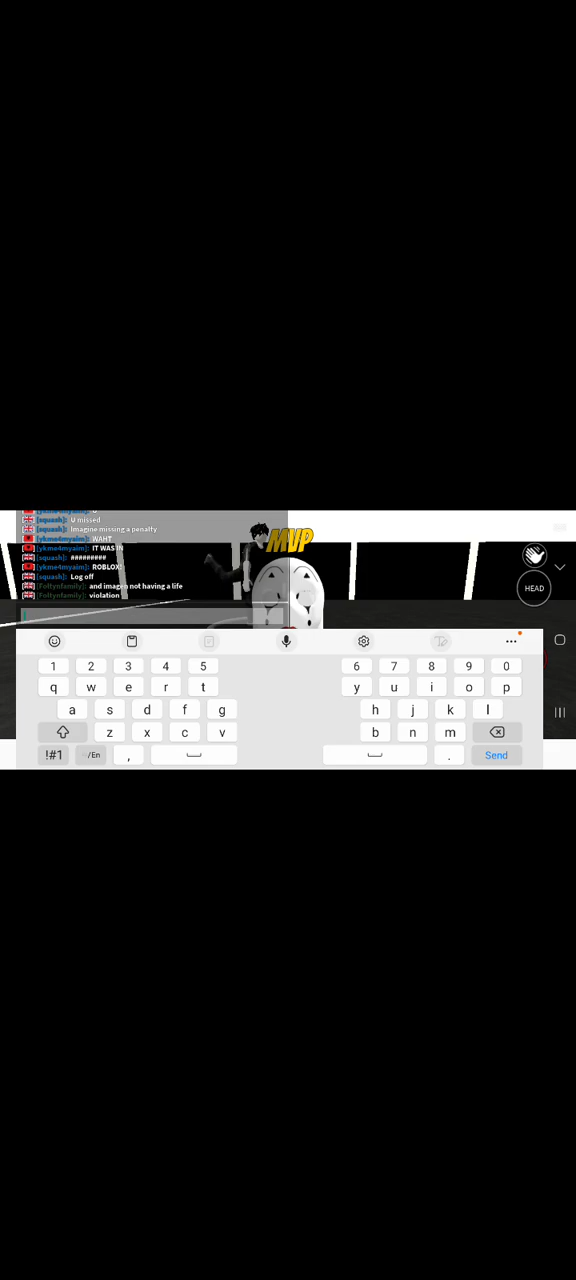 [squash]: U missed
[squash]: Imagine missing a penalty
[ykme4myaim]: WAHT
[ykme4myaim]: IT WAS IN
[squash]: #########
[ykme4myaim]: ROBLOX!
[squash]: Log off
[Foltynfamily]: and imagen not having a life
[Foltynfamily]: violation
MVP
HEAD
1 2 3 4 5 6 7 8 9 0
q w e r t y u i o p
a s d f g h j k l
z x c v b n m
!#1 /En , . Send